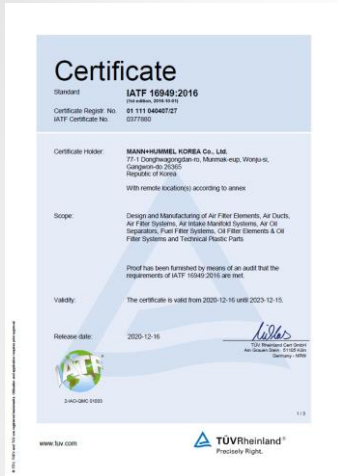 Certificate
Standard IATF 16949:2016
(1st edition, 2016-10-01)
Certificate Registr. No. 01 111 040407/27
IATF Certificate No. 0377880
Certificate Holder: MANN+HUMMEL KOREA Co., Ltd.
77-1 Donghwagongdan-ro, Munmak-eup, Wonju-si,
Gangwon-do 26365
Republic of Korea
With remote location(s) according to annex
Scope: Design and Manufacturing of Air Filter Elements, Air Ducts,
Air Filter Systems, Air Intake Manifold Systems, Air Oil
Separators, Fuel Filter Systems, Oil Filter Elements & Oil
Filter Systems and Technical Plastic Parts
Proof has been furnished by means of an audit that the
requirements of IATF 16949:2016 are met.
Validity: The certificate is valid from 2020-12-16 until 2023-12-15.
Release date: 2020-12-16
TÜV Rheinland Cert GmbH
Am Grauen Stein · 51105 Köln
Germany - NRW
IATF
2-IAO-QMC 01003
1 / 3
www.tuv.com
TÜVRheinland®
Precisely Right.